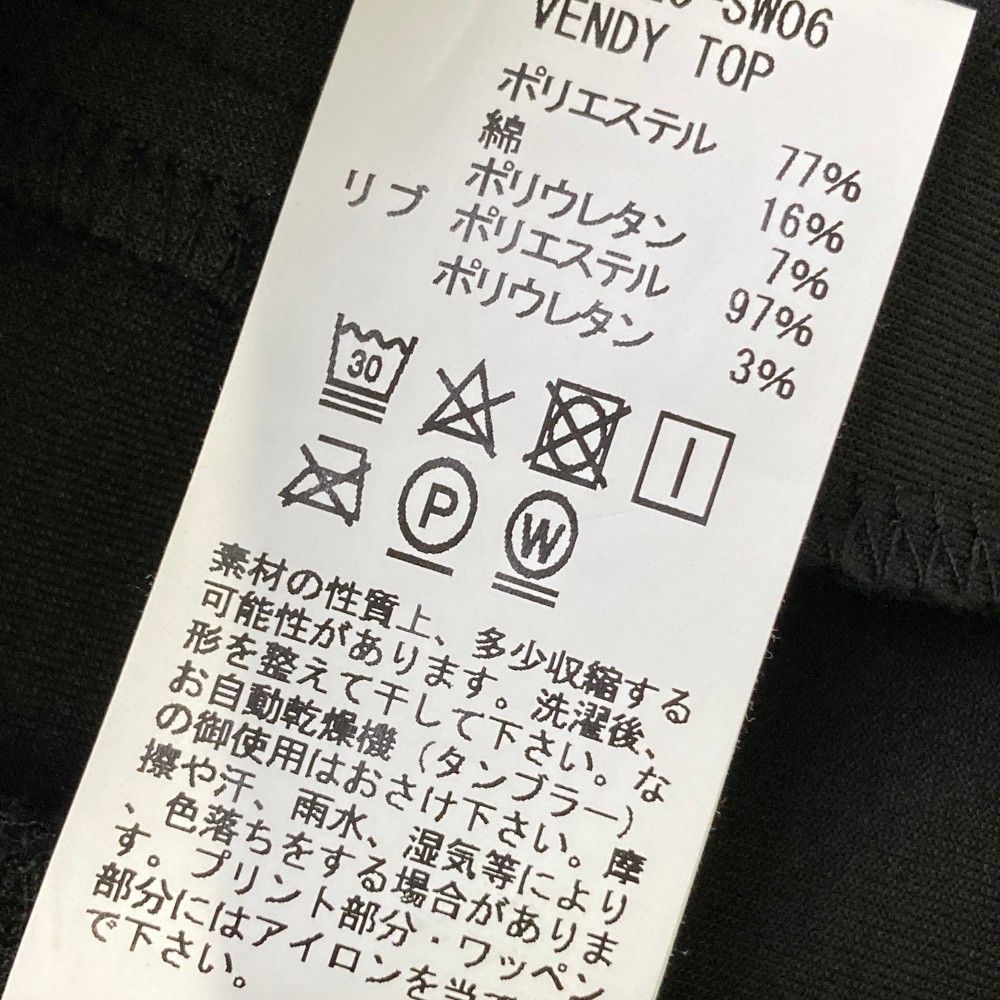 -SW06
VENDY TOP
ポリエステル 77%
綿 16%
ポリウレタン 7%
リブ ポリエステル 97%
ポリウレタン 3%
30
P
W
素材の性質上、多少収縮する
可能性があります。洗濯後、
形を整えて干して下さい。な
お自動乾燥機(タンブラー)
の御使用はおさけ下さい。摩
擦や汗、雨水、湿気等により
、色落ちをする場合がありま
す。プリント部分・ワッペン
部分にはアイロンを当て
で下さい。